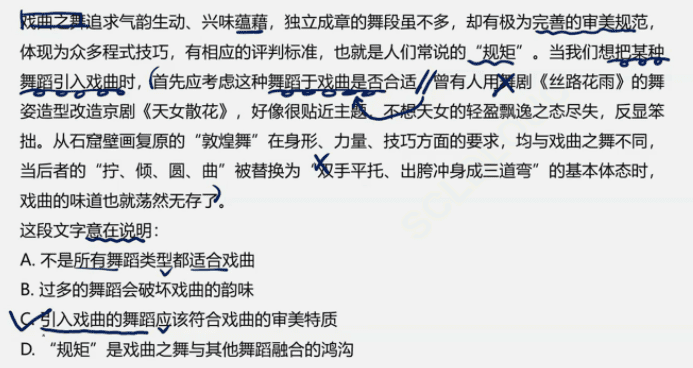 戏曲之舞追求气韵生动、兴味蕴藉，独立成章的舞段虽不多，却有极为完善的审美规范，
体现为众多程式技巧，有相应的评判标准，也就是人们常说的“规矩”。当我们想把某种
舞蹈引入戏曲时，首先应考虑这种舞蹈于戏曲是否合适。曾有人用舞剧《丝路花雨》的舞
姿造型改造京剧《天女散花》，好像很贴近主题，不想天女的轻盈飘逸之态尽失，反显笨
拙。从石窟壁画复原的“敦煌舞”在身形、力量、技巧方面的要求，均与戏曲之舞不同，
当后者的“拧、倾、圆、曲”被替换为“双手平托、出胯冲身成三道弯”的基本体态时，
戏曲的味道也就荡然无存了。
这段文字意在说明：
A. 不是所有舞蹈类型都适合戏曲
B. 过多的舞蹈会破坏戏曲的韵味
C. 引入戏曲的舞蹈应该符合戏曲的审美特质
D. “规矩”是戏曲之舞与其他舞蹈融合的鸿沟